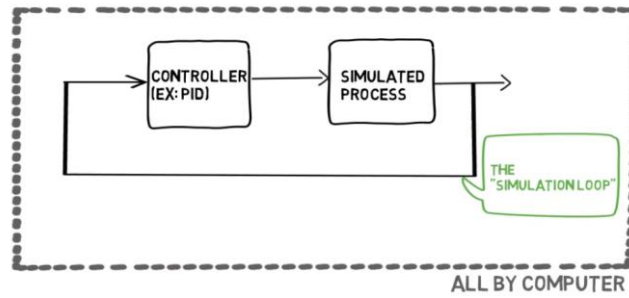 CONTROLLER
(EX: PID)
SIMULATED
PROCESS
THE
"SIMULATION LOOP"
ALL BY COMPUTER